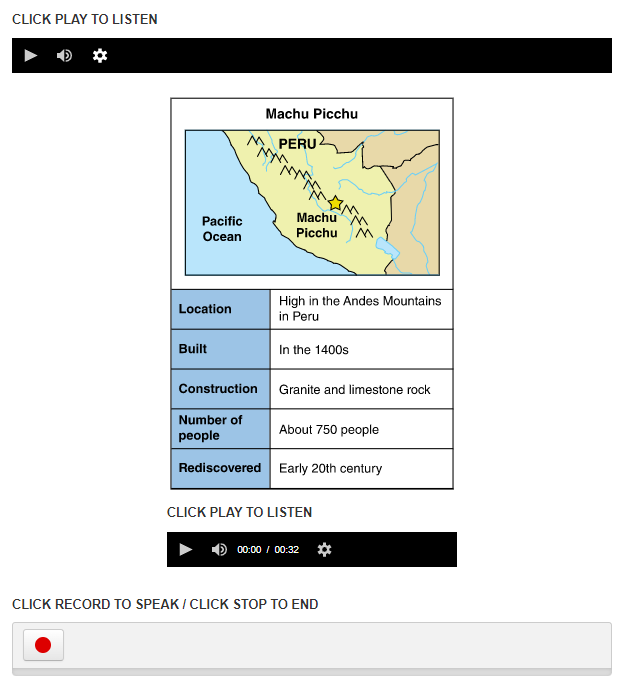 CLICK PLAY TO LISTEN
Machu Picchu
PERU
Pacific
Ocean
Machu
Picchu
Location
High in the Andes Mountains
in Peru
Built
In the 1400s
Construction
Granite and limestone rock
Number of
people
About 750 people
Rediscovered
Early 20th century
CLICK PLAY TO LISTEN
00:00 / 00:32
CLICK RECORD TO SPEAK / CLICK STOP TO END